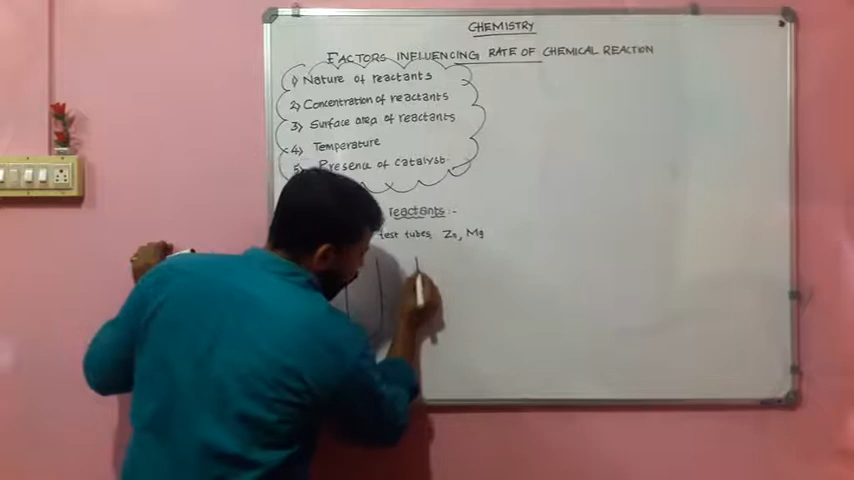 CHEMISTRY
FACTORS INFLUENCING RATE OF CHEMICAL REACTION
1) Nature of reactants
2) Concentration of reactants
3) Surface area of reactants
4) Temperature
5) Presence of catalyst
reactants:-
test tubes, Zn, Mg